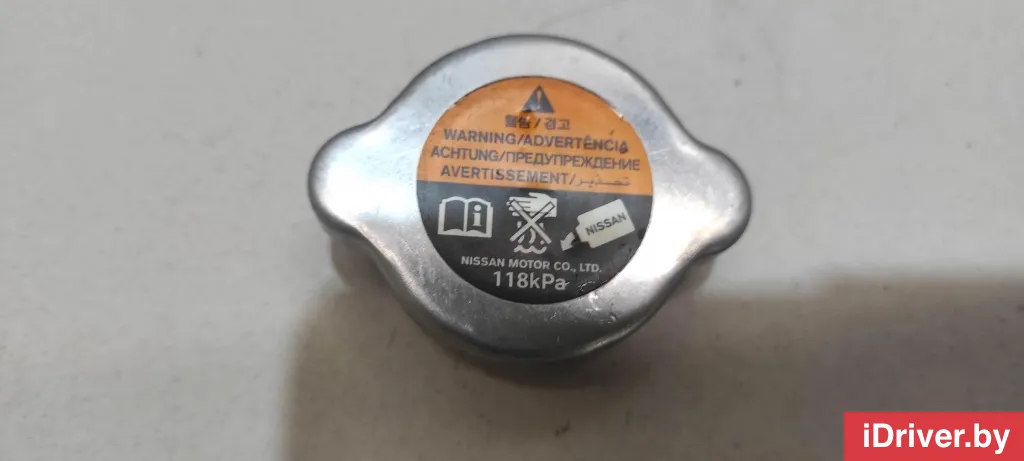 警告/경고
WARNING/ADVERTÊNCIA
ACHTUNG/ПРЕДУПРЕЖДЕНИЕ
AVERTISSEMENT/تحذير
NISSAN
NISSAN MOTOR CO., LTD.
118kPa
iDriver.by